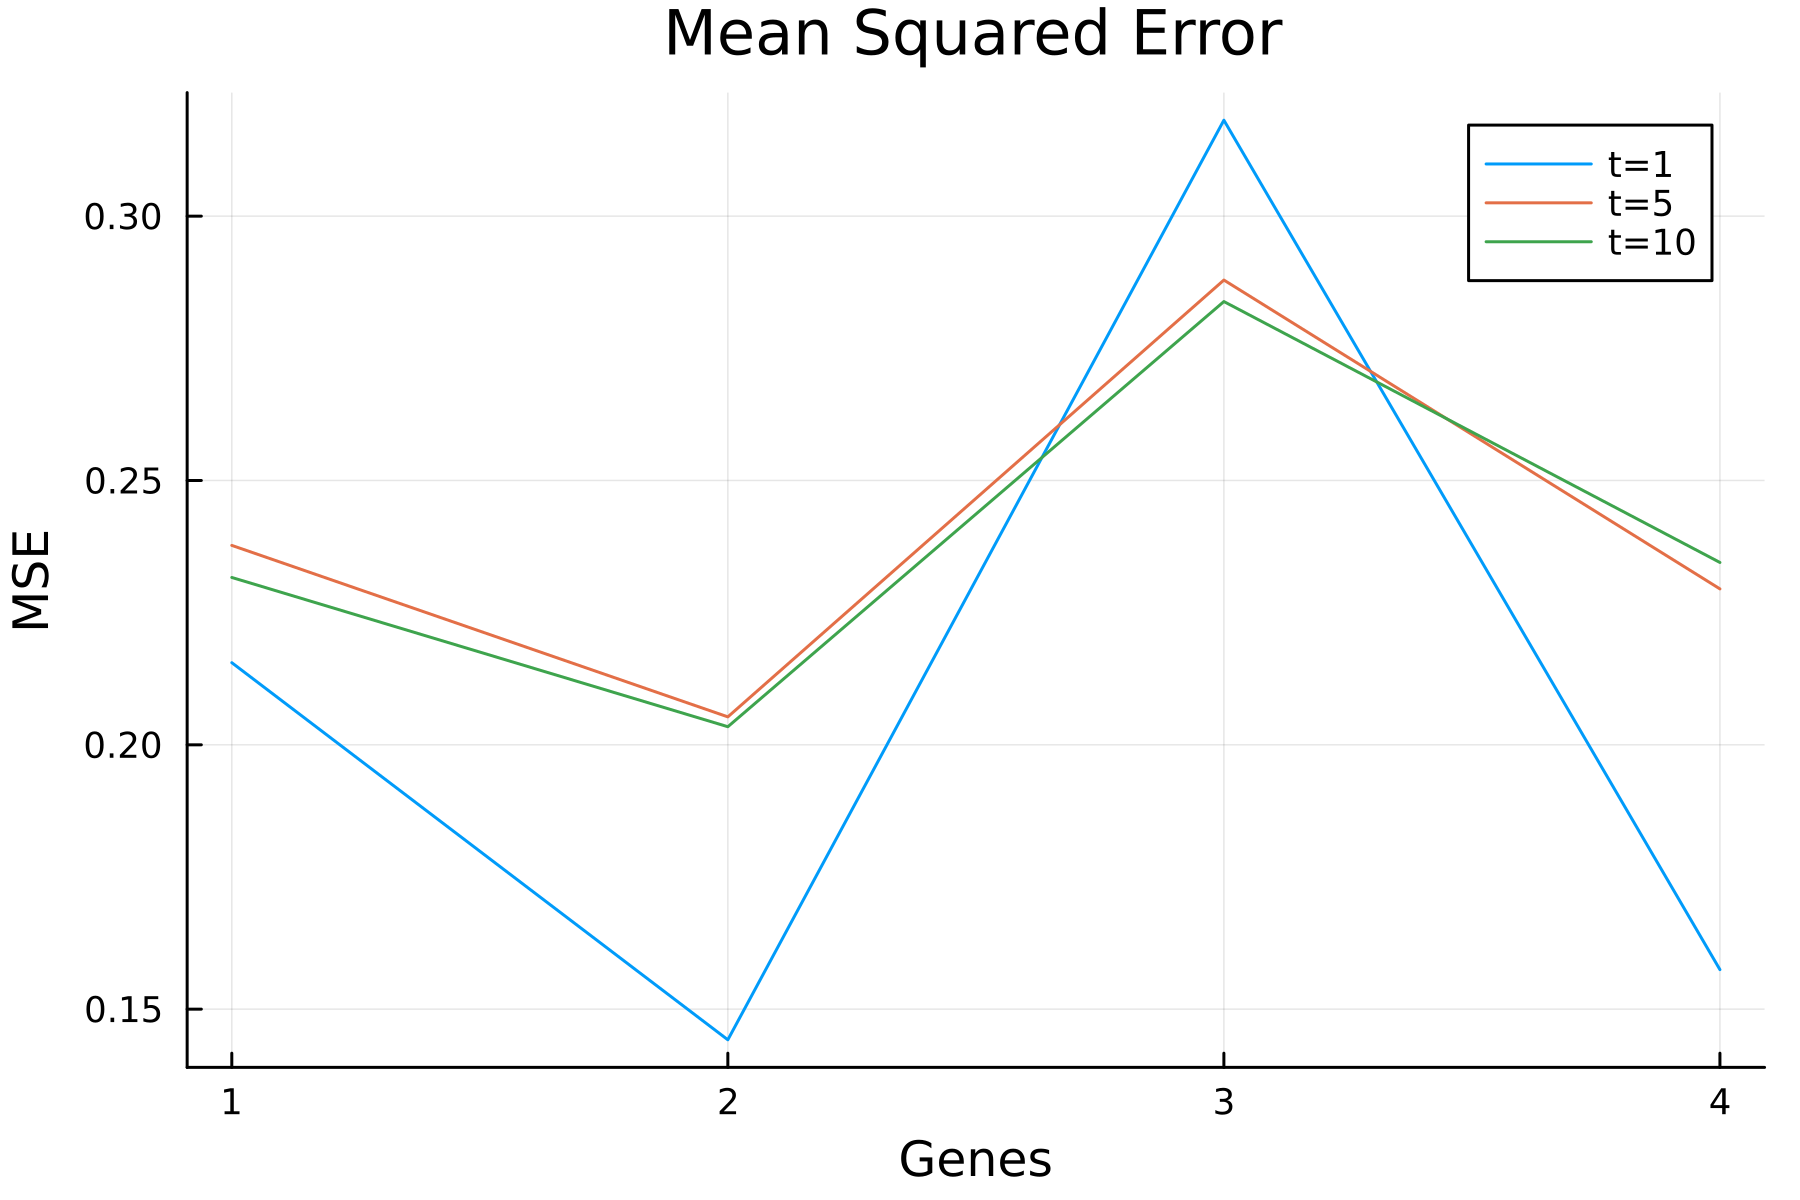 Mean Squared Error
t=1
t=5
t=10
0.30
0.25
0.20
0.15
MSE
1 2 3 4
Genes